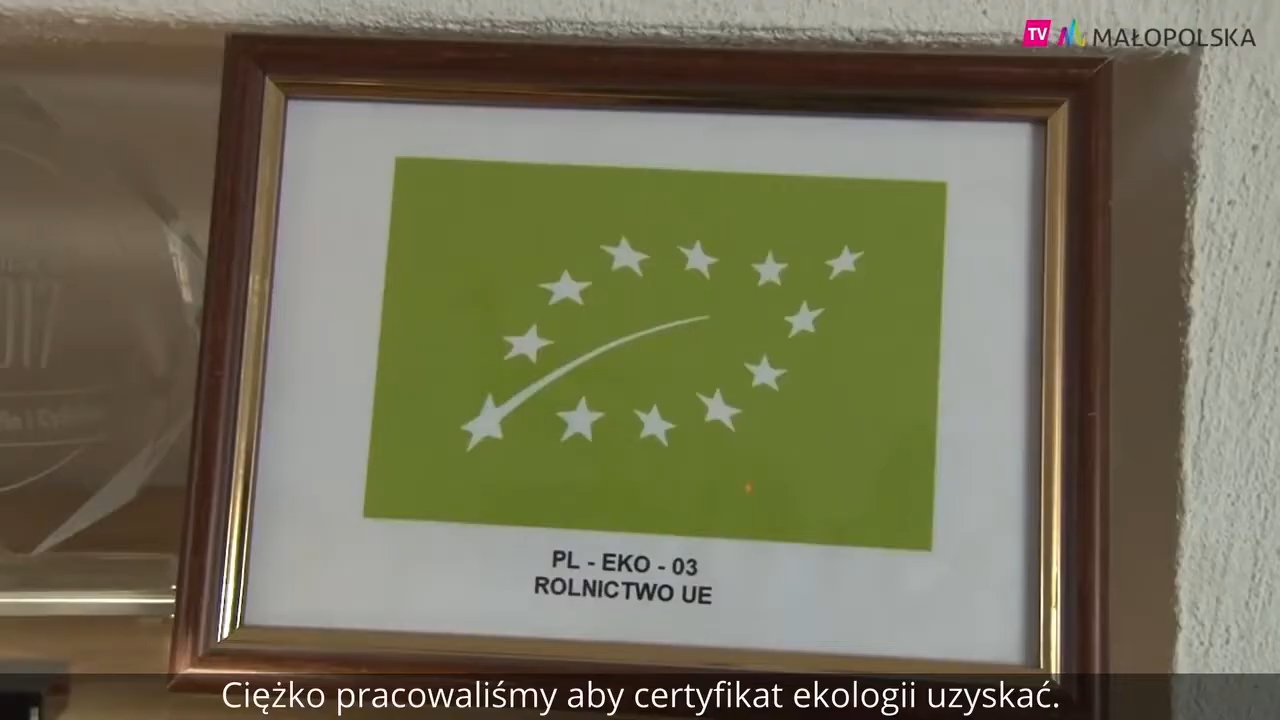 TV MAŁOPOLSKA
PL - EKO - 03
ROLNICTWO UE
Ciężko pracowaliśmy aby certyfikat ekologii uzyskać.